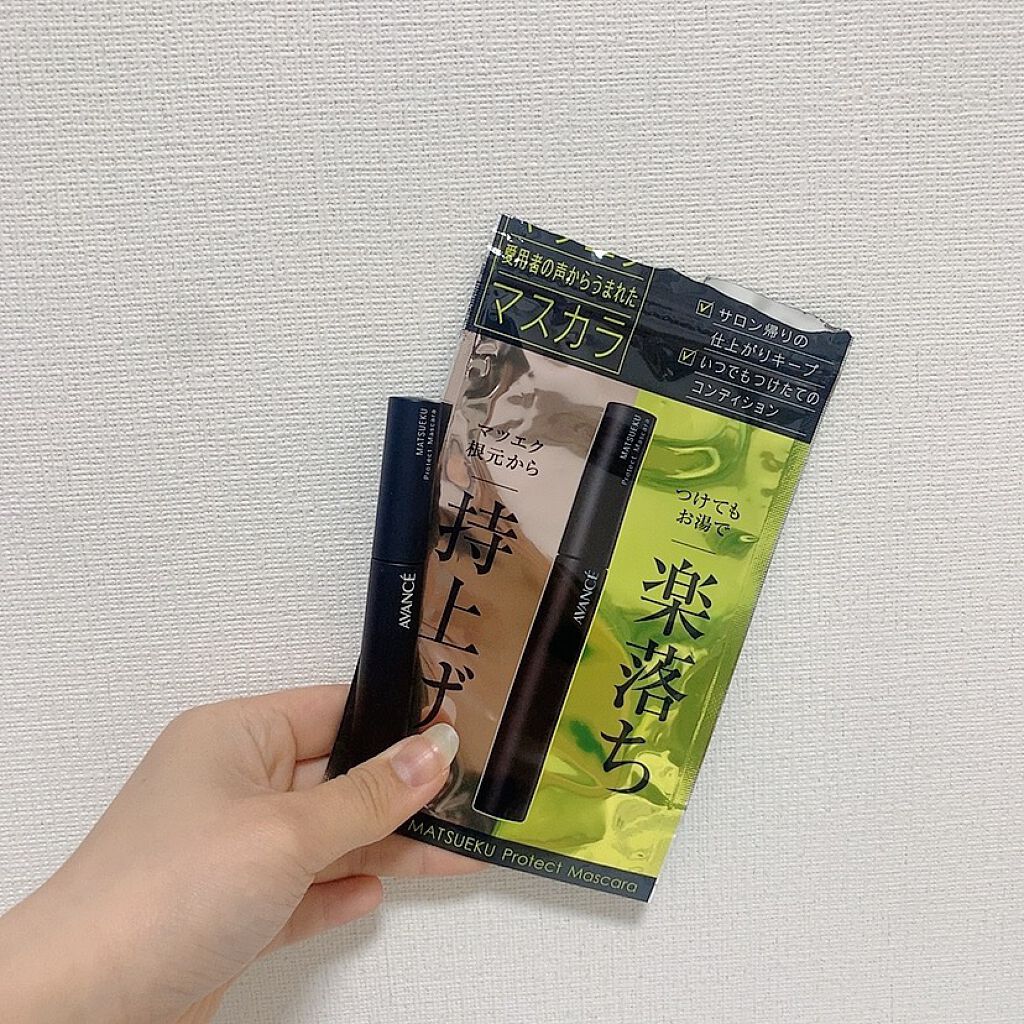 愛用者の声からうまれた
マスカラ
サロン帰りの
仕上がりキープ
いつでもつけたての
コンディション
MATSUEKU
Protect Mascara
AVANCÉ
マツエク
根元から
持上げ
MATSUEKU
Protect Mascara
AVANCÉ
つけても
お湯で
楽落ち
MATSUEKU Protect Mascara